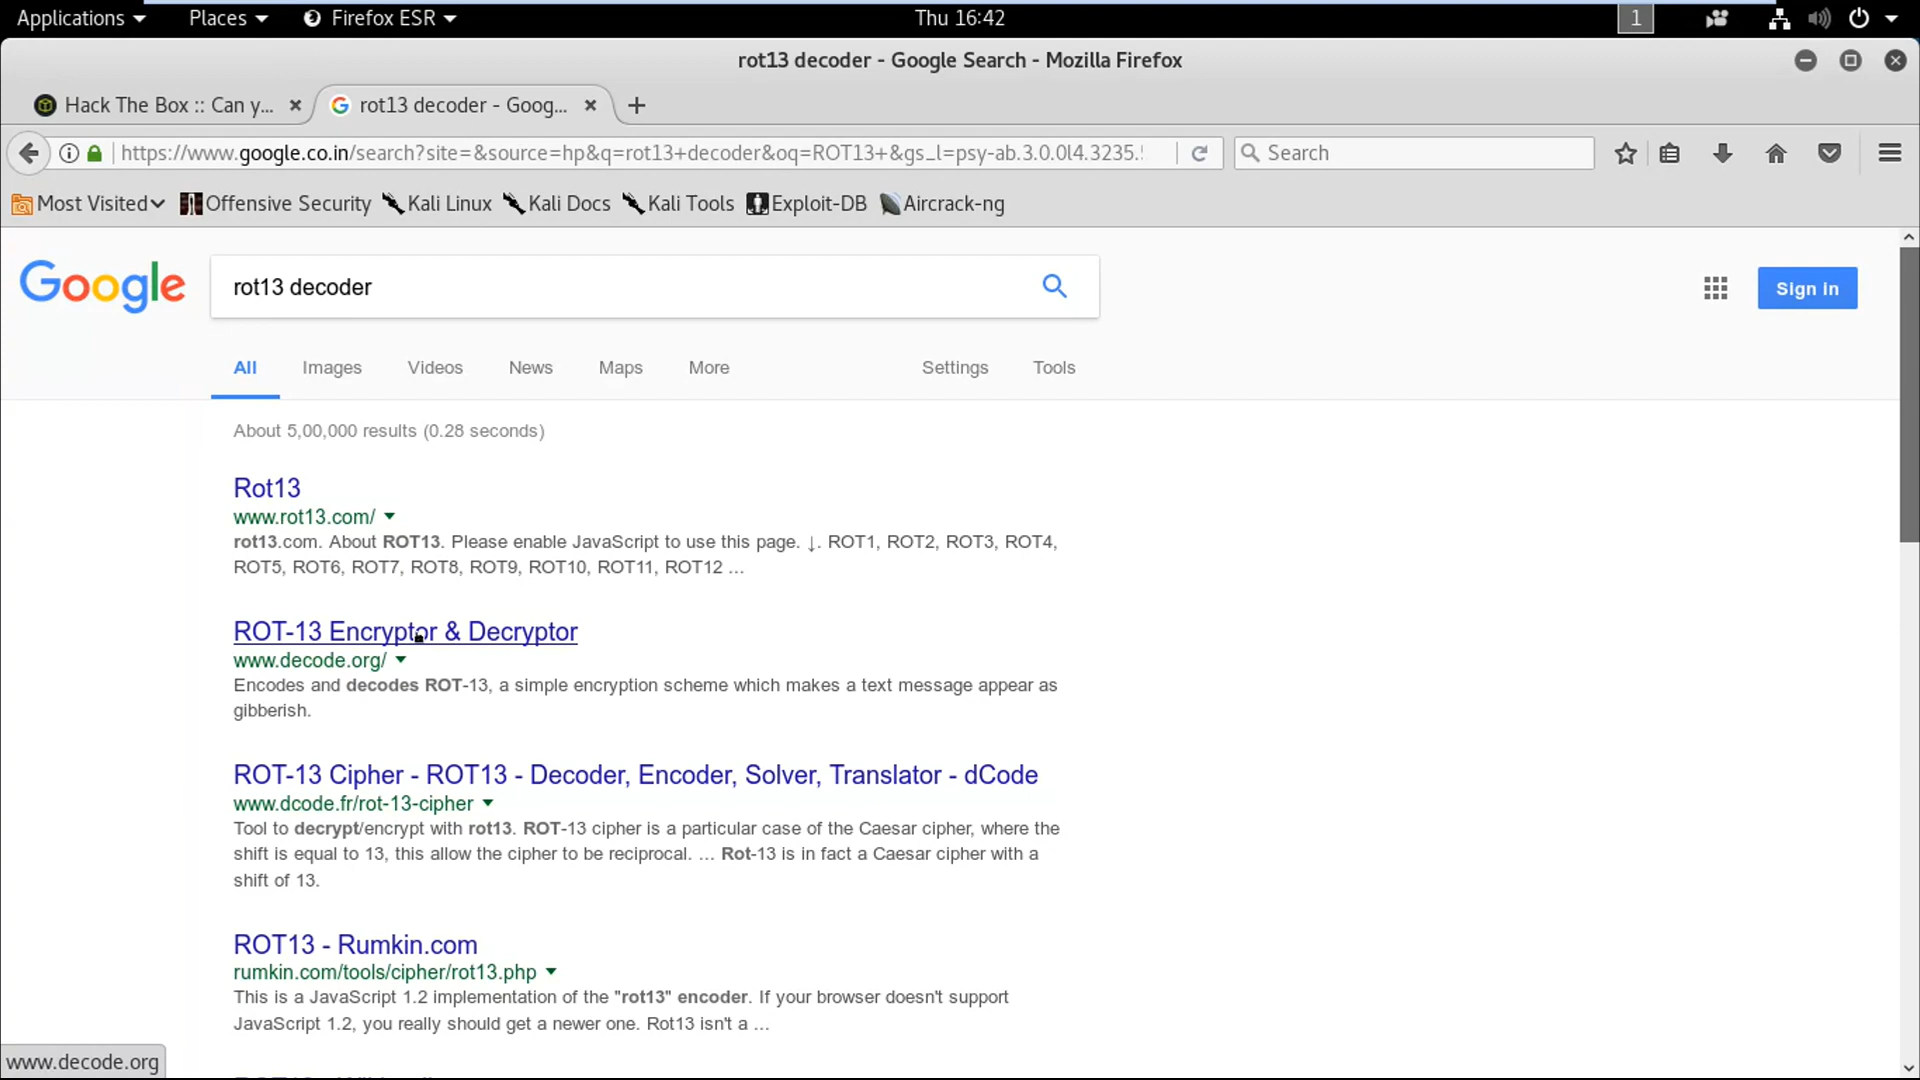 Applications Places Firefox ESR Thu 16:42 1
rot13 decoder - Google Search - Mozilla Firefox
Hack The Box :: Can y... rot13 decoder - Goog...
https://www.google.co.in/search?site=&source=hp&q=rot13+decoder&oq=ROT13+&gs_l=psy-ab.3.0.0l4.3235. Search
Most Visited Offensive Security Kali Linux Kali Docs Kali Tools Exploit-DB Aircrack-ng
Google rot13 decoder Sign in
All Images Videos News Maps More Settings Tools
About 5,00,000 results (0.28 seconds)
Rot13
www.rot13.com/
rot13.com. About ROT13. Please enable JavaScript to use this page. ↓. ROT1, ROT2, ROT3, ROT4,
ROT5, ROT6, ROT7, ROT8, ROT9, ROT10, ROT11, ROT12 ...
ROT-13 Encryptor & Decryptor
www.decode.org/
Encodes and decodes ROT-13, a simple encryption scheme which makes a text message appear as
gibberish.
ROT-13 Cipher - ROT13 - Decoder, Encoder, Solver, Translator - dCode
www.dcode.fr/rot-13-cipher
Tool to decrypt/encrypt with rot13. ROT-13 cipher is a particular case of the Caesar cipher, where the
shift is equal to 13, this allow the cipher to be reciprocal. ... Rot-13 is in fact a Caesar cipher with a
shift of 13.
ROT13 - Rumkin.com
rumkin.com/tools/cipher/rot13.php
This is a JavaScript 1.2 implementation of the "rot13" encoder. If your browser doesn't support
JavaScript 1.2, you really should get a newer one. Rot13 isn't a ...
www.decode.org